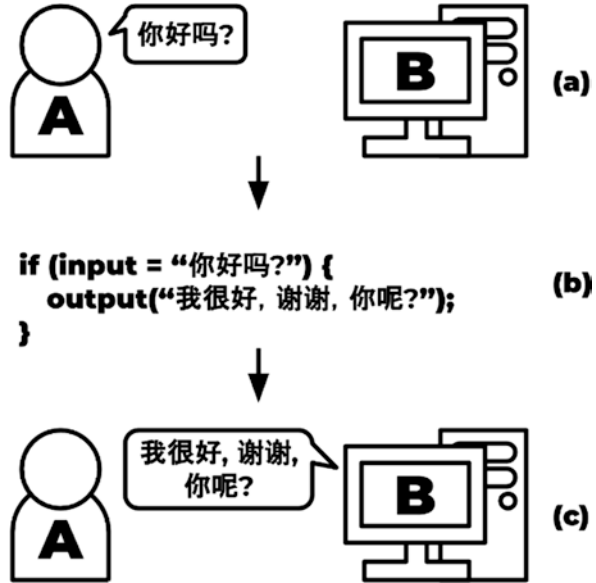 你好吗?
A
B
(a)
if (input = “你好吗?”) {
output(“我很好, 谢谢, 你呢?”);
}
(b)
我很好, 谢谢,
你呢?
A
B
(c)